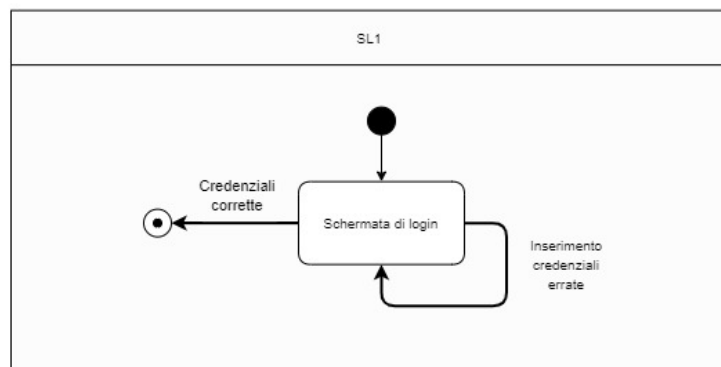 SL1
Credenziali
corrette
Schermata di login
Inserimento
credenziali
errate